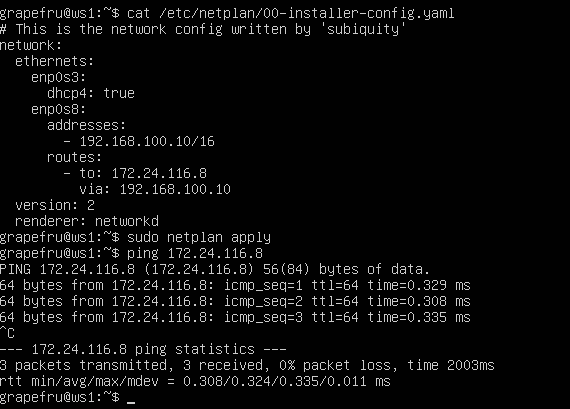 grapefru@ws1:~$ cat /etc/netplan/00-installer-config.yaml
# This is the network config written by 'subiquity'
network:
  ethernets:
    enp0s3:
      dhcp4: true
    enp0s8:
      addresses:
        - 192.168.100.10/16
      routes:
        - to: 172.24.116.8
          via: 192.168.100.10
  version: 2
  renderer: networkd
grapefru@ws1:~$ sudo netplan apply
grapefru@ws1:~$ ping 172.24.116.8
PING 172.24.116.8 (172.24.116.8) 56(84) bytes of data.
64 bytes from 172.24.116.8: icmp_seq=1 ttl=64 time=0.329 ms
64 bytes from 172.24.116.8: icmp_seq=2 ttl=64 time=0.308 ms
64 bytes from 172.24.116.8: icmp_seq=3 ttl=64 time=0.335 ms
^C
--- 172.24.116.8 ping statistics ---
3 packets transmitted, 3 received, 0% packet loss, time 2003ms
rtt min/avg/max/mdev = 0.308/0.324/0.335/0.011 ms
grapefru@ws1:~$ _